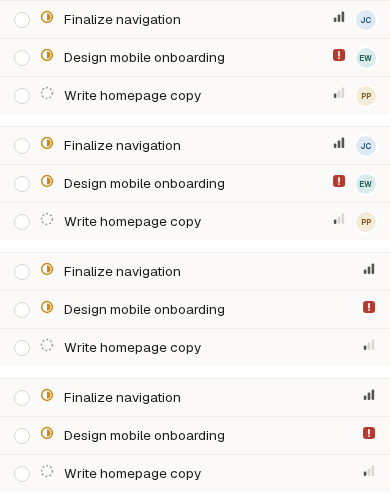 Finalize navigation JC
Design mobile onboarding ! EW
Write homepage copy PP
Finalize navigation JC
Design mobile onboarding ! EW
Write homepage copy PP
Finalize navigation
Design mobile onboarding !
Write homepage copy
Finalize navigation
Design mobile onboarding !
Write homepage copy